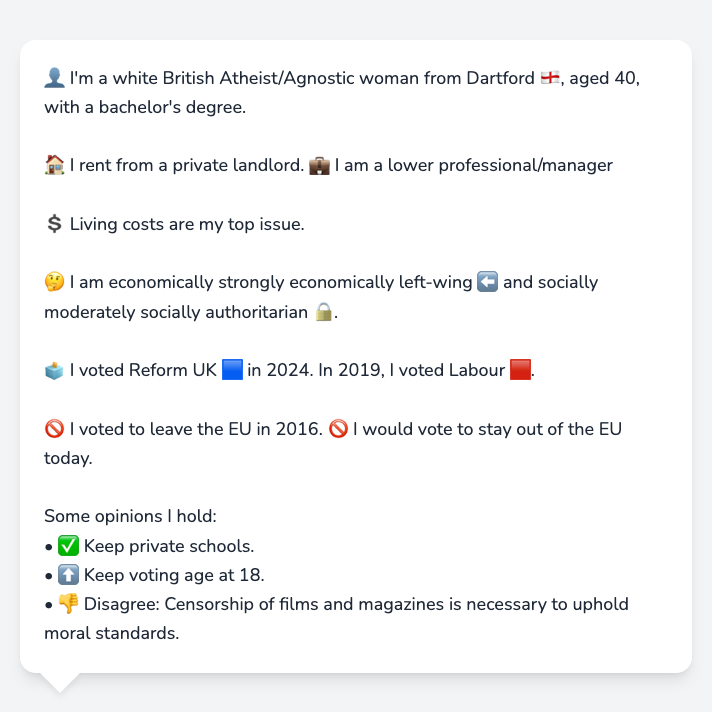 👤 I'm a white British Atheist/Agnostic woman from Dartford 🏴󠁧󠁢󠁥󠁮󠁧󠁿, aged 40,
with a bachelor's degree.
🏠 I rent from a private landlord. 💼 I am a lower professional/manager
💲 Living costs are my top issue.
🤔 I am economically strongly economically left-wing ⬅️ and socially
moderately socially authoritarian 🔒.
🗳️ I voted Reform UK 🟦 in 2024. In 2019, I voted Labour 🟥.
🚫 I voted to leave the EU in 2016. 🚫 I would vote to stay out of the EU
today.
Some opinions I hold:
• ✅ Keep private schools.
• ⬆️ Keep voting age at 18.
• 👎 Disagree: Censorship of films and magazines is necessary to uphold
moral standards.